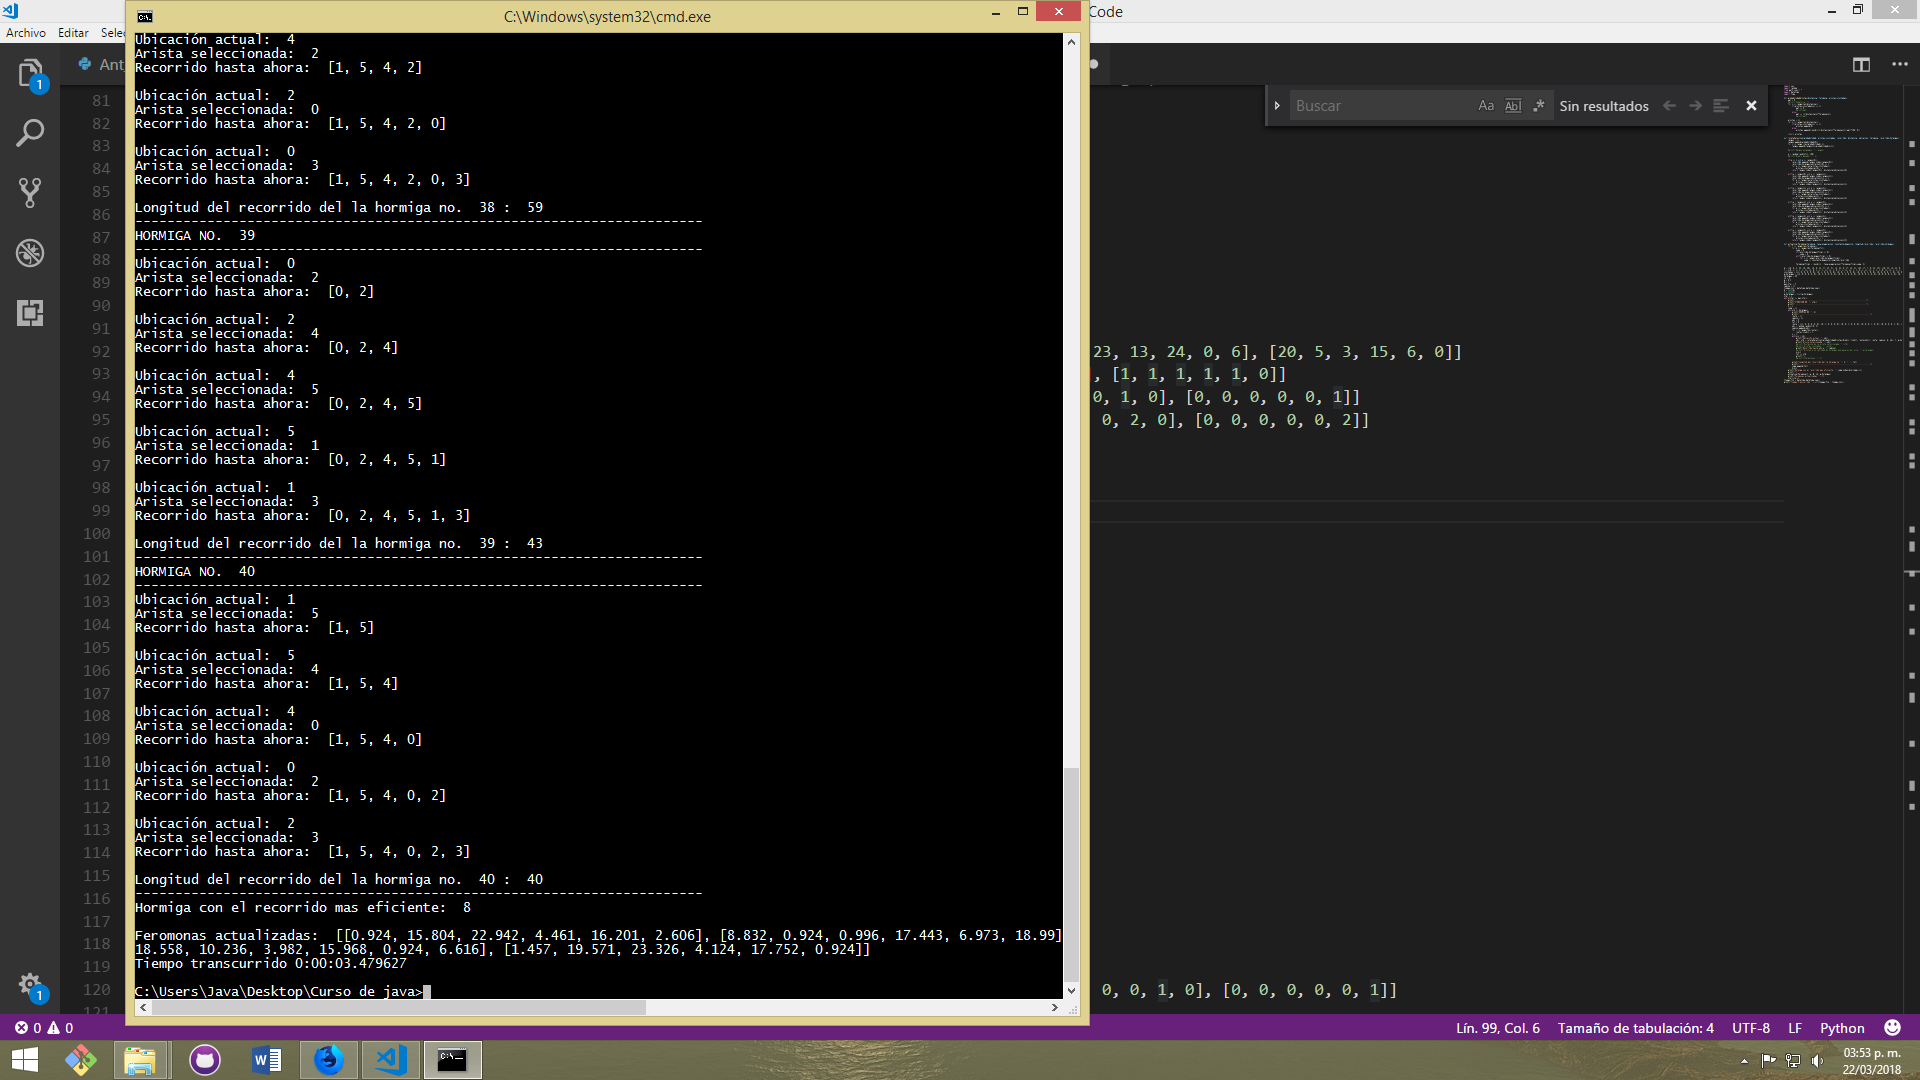 C:\Windows\system32\cmd.exe
Code
Archivo Editar Selec
Ant
Ubicación actual:  4
Arista seleccionada:  2
Recorrido hasta ahora:  [1, 5, 4, 2]
Ubicación actual:  2
Arista seleccionada:  0
Recorrido hasta ahora:  [1, 5, 4, 2, 0]
Ubicación actual:  0
Arista seleccionada:  3
Recorrido hasta ahora:  [1, 5, 4, 2, 0, 3]
Longitud del recorrido del la hormiga no.  38 :  59
-----------------------------------------------------------------------
HORMIGA NO.  39
-----------------------------------------------------------------------
Ubicación actual:  0
Arista seleccionada:  2
Recorrido hasta ahora:  [0, 2]
Ubicación actual:  2
Arista seleccionada:  4
Recorrido hasta ahora:  [0, 2, 4]
Ubicación actual:  4
Arista seleccionada:  5
Recorrido hasta ahora:  [0, 2, 4, 5]
Ubicación actual:  5
Arista seleccionada:  1
Recorrido hasta ahora:  [0, 2, 4, 5, 1]
Ubicación actual:  1
Arista seleccionada:  3
Recorrido hasta ahora:  [0, 2, 4, 5, 1, 3]
Longitud del recorrido del la hormiga no.  39 :  43
-----------------------------------------------------------------------
HORMIGA NO.  40
-----------------------------------------------------------------------
Ubicación actual:  1
Arista seleccionada:  5
Recorrido hasta ahora:  [1, 5]
Ubicación actual:  5
Arista seleccionada:  4
Recorrido hasta ahora:  [1, 5, 4]
Ubicación actual:  4
Arista seleccionada:  0
Recorrido hasta ahora:  [1, 5, 4, 0]
Ubicación actual:  0
Arista seleccionada:  2
Recorrido hasta ahora:  [1, 5, 4, 0, 2]
Ubicación actual:  2
Arista seleccionada:  3
Recorrido hasta ahora:  [1, 5, 4, 0, 2, 3]
Longitud del recorrido del la hormiga no.  40 :  40
-----------------------------------------------------------------------
Hormiga con el recorrido mas eficiente:  8
Feromonas actualizadas:  [[0.924, 15.804, 22.942, 4.461, 16.201, 2.606], [8.832, 0.924, 0.996, 17.443, 6.973, 18.99]
18.558, 10.236, 3.982, 15.968, 0.924, 6.616], [1.457, 19.571, 23.326, 4.124, 17.752, 0.924]]
Tiempo transcurrido 0:00:03.479627
C:\Users\Java\Desktop\Curso de java>
81
82
83
84
85
86
87
88
89
90
91
92
93
94
95
96
97
98
99
100
101
102
103
104
105
106
107
108
109
110
111
112
113
114
115
116
117
118
119
120
121
Buscar Aa Abl .* Sin resultados
23, 13, 24, 0, 6], [20, 5, 3, 15, 6, 0]]
, [1, 1, 1, 1, 1, 0]]
0, 1, 0], [0, 0, 0, 0, 0, 1]]
0, 2, 0], [0, 0, 0, 0, 0, 2]]
0, 0, 1, 0], [0, 0, 0, 0, 0, 1]]
1
1
0 0
Lín. 99, Col. 6 Tamaño de tabulación: 4 UTF-8 LF Python
03:53 p. m.
22/03/2018